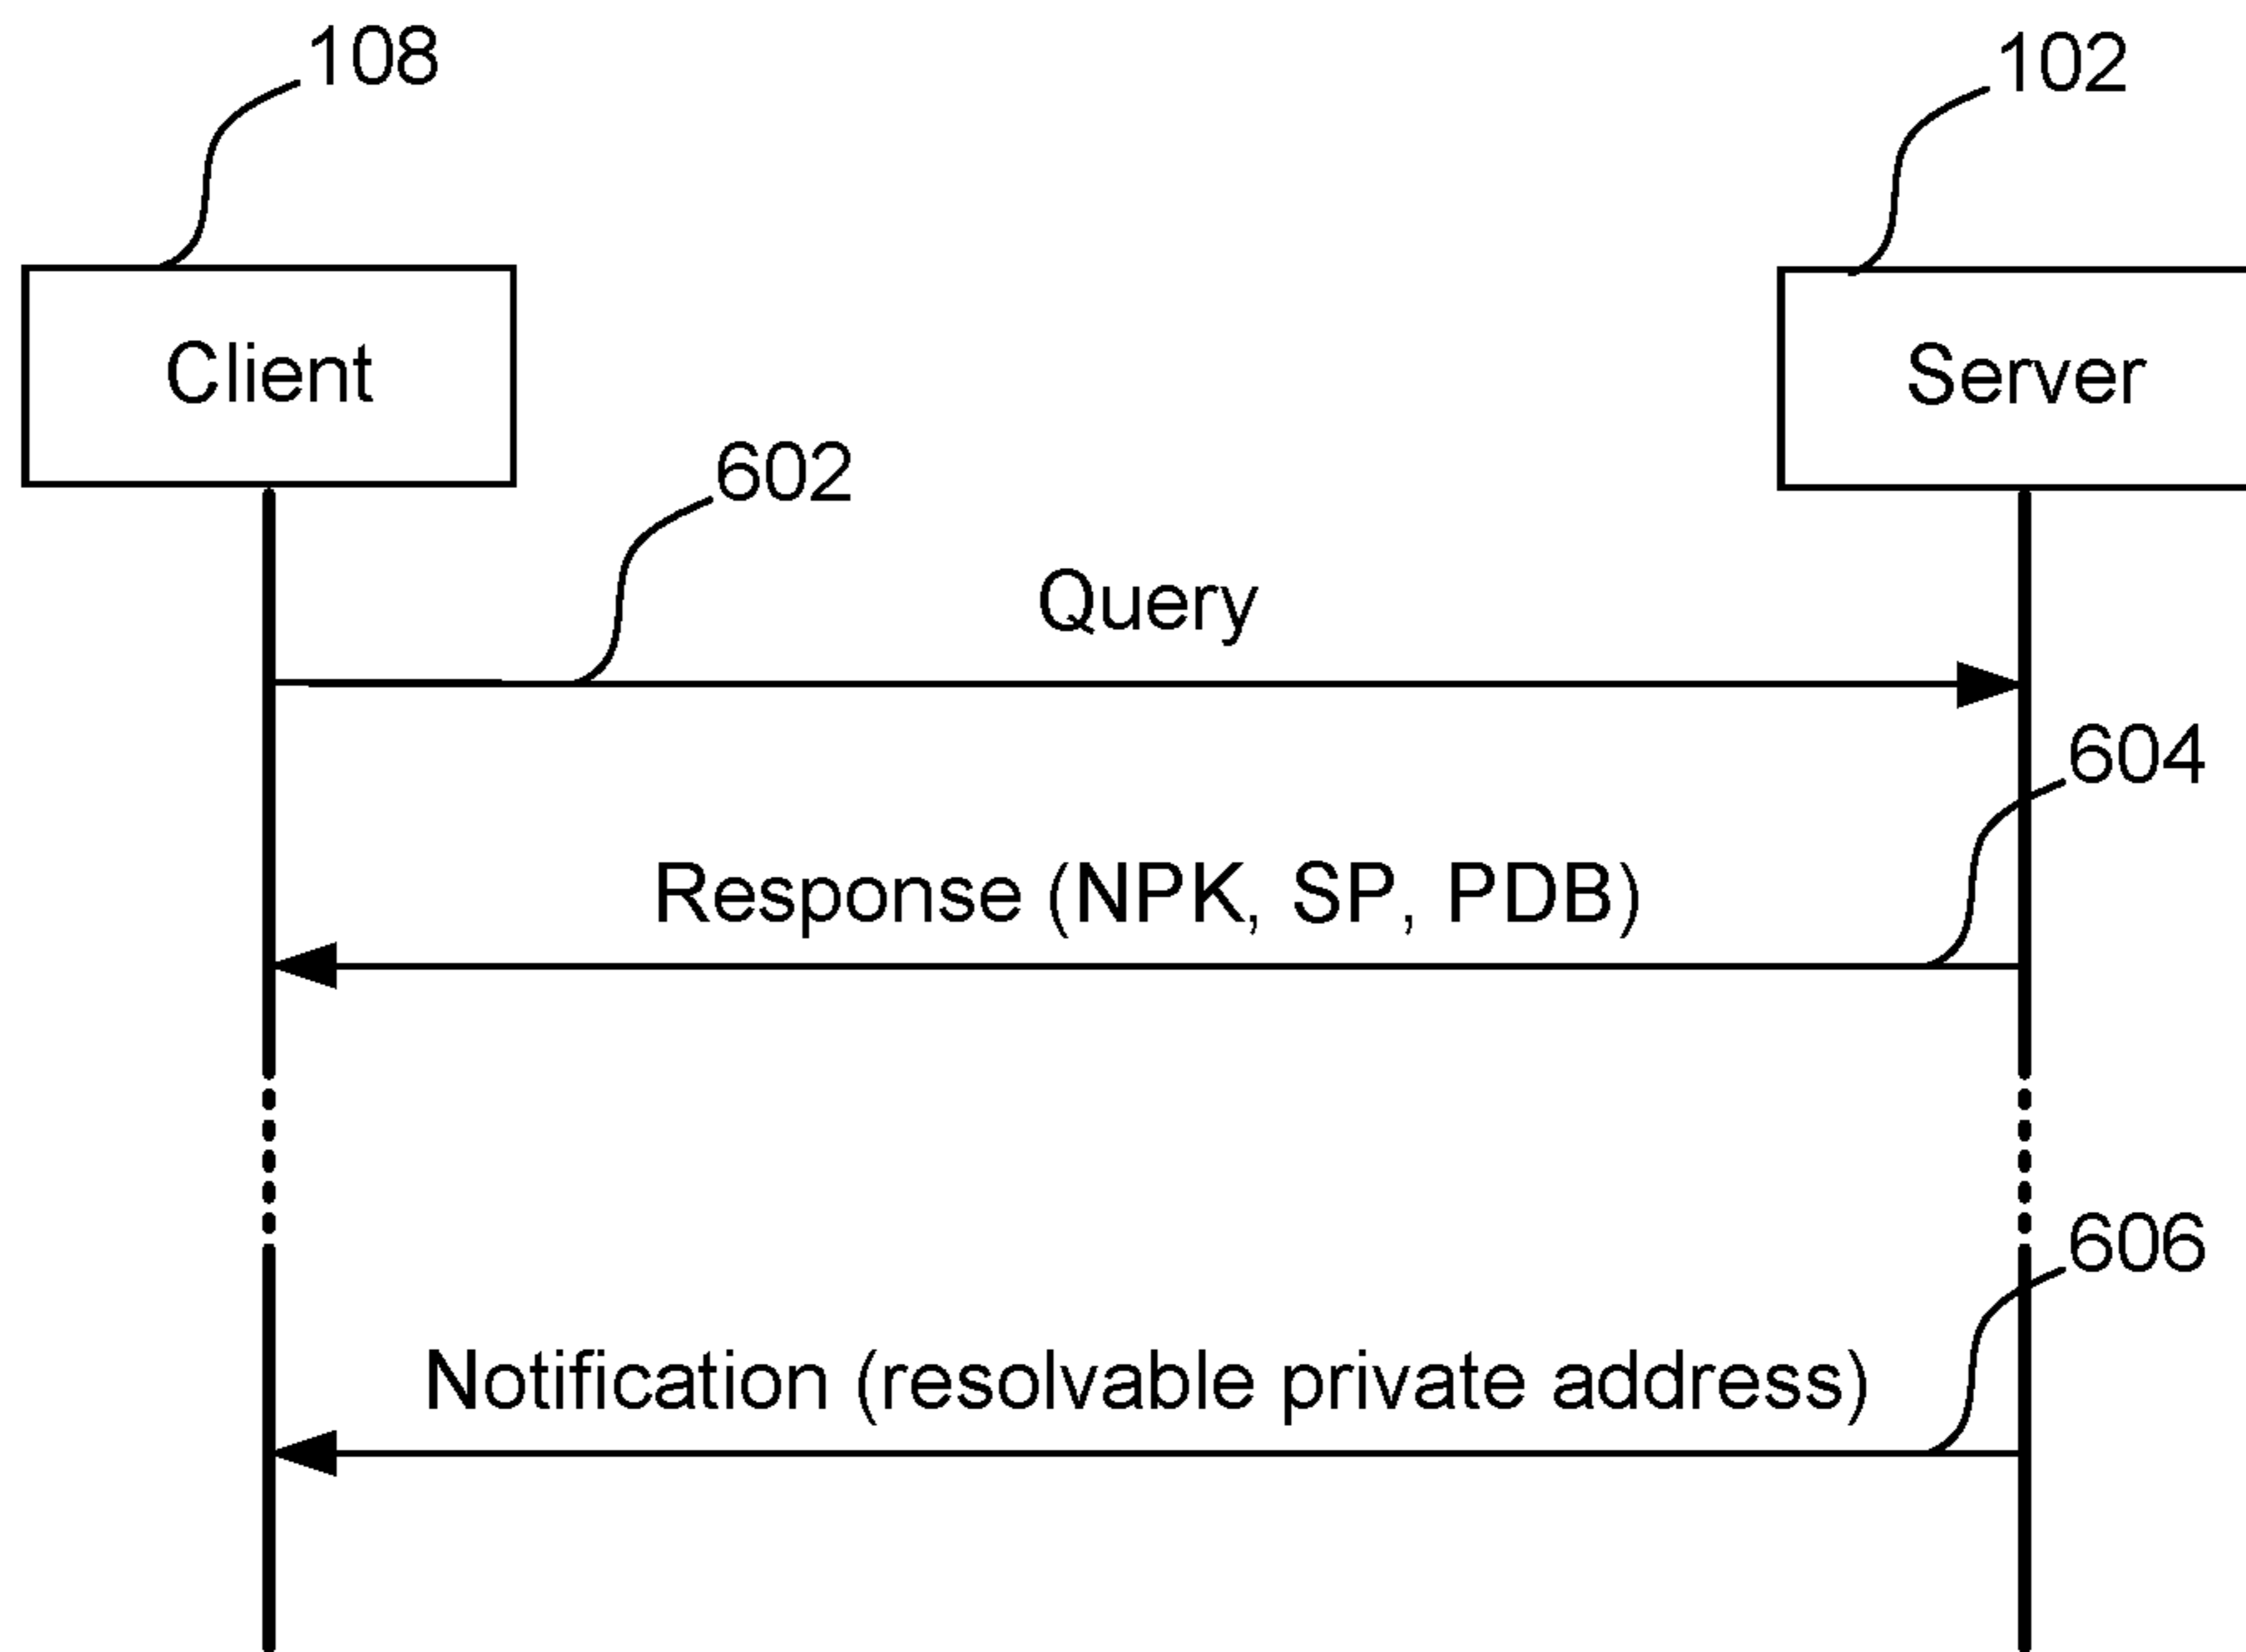 108
102
Client
Server
602
Query
604
Response (NPK, SP, PDB)
606
Notification (resolvable private address)